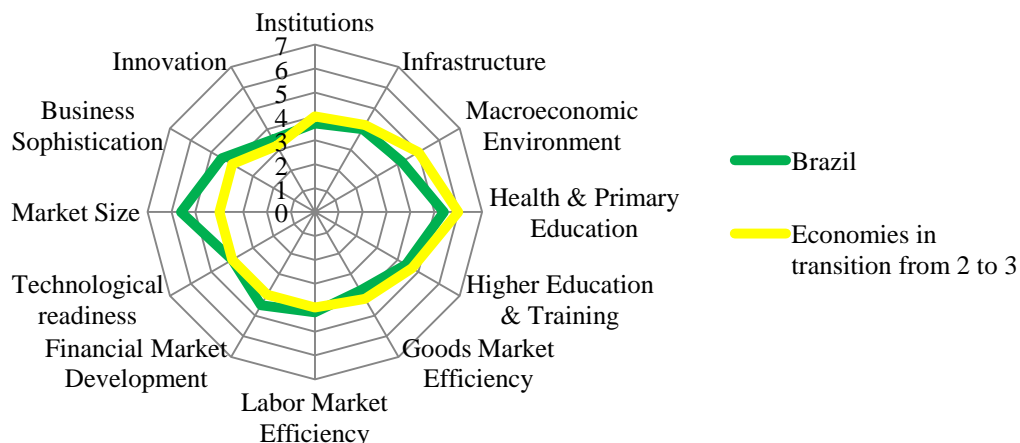 Institutions
Infrastructure
Macroeconomic
Environment
Health & Primary
Education
Higher Education
& Training
Goods Market
Efficiency
Labor Market
Efficiency
Financial Market
Development
Technological
readiness
Market Size
Business
Sophistication
Innovation
7
6
5
4
3
2
1
0
Brazil
Economies in
transition from 2 to 3